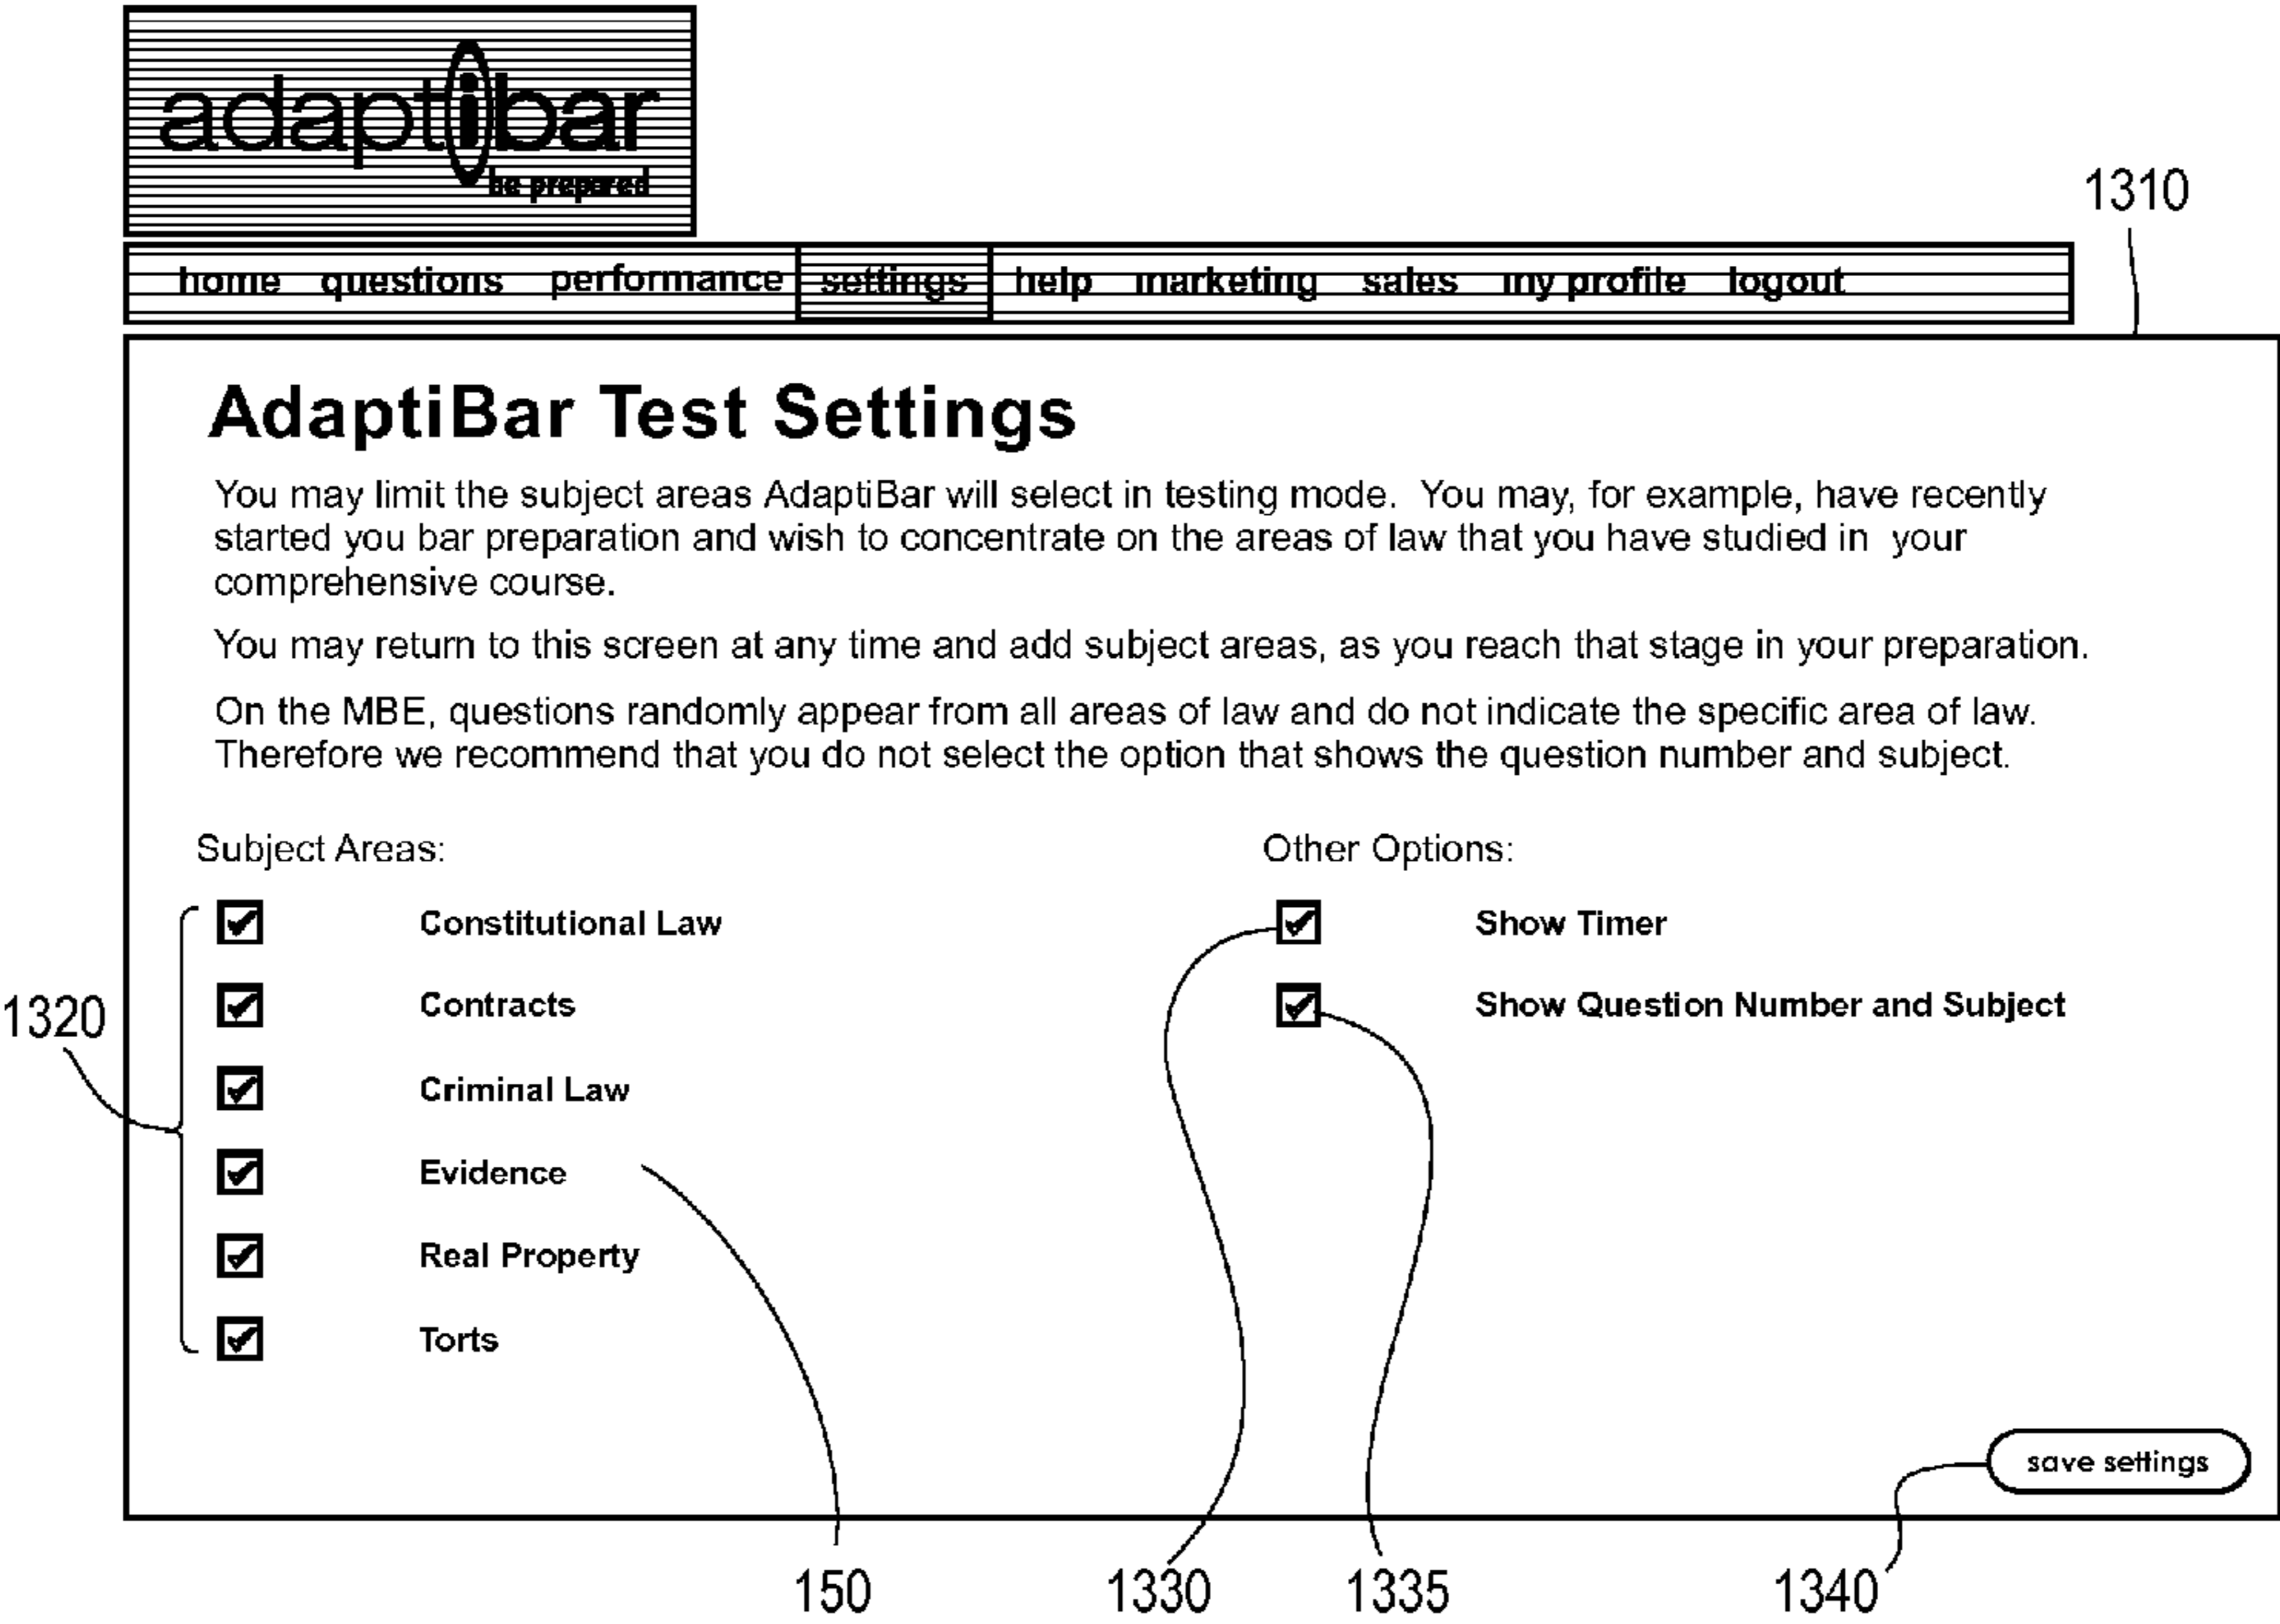 adaptibar
be prepared
1310
home questions performance settings help marketing sales my profile logout
AdaptiBar Test Settings
You may limit the subject areas AdaptiBar will select in testing mode. You may, for example, have recently
started you bar preparation and wish to concentrate on the areas of law that you have studied in your
comprehensive course.
You may return to this screen at any time and add subject areas, as you reach that stage in your preparation.
On the MBE, questions randomly appear from all areas of law and do not indicate the specific area of law.
Therefore we recommend that you do not select the option that shows the question number and subject.
Subject Areas:
Other Options:
Constitutional Law
Show Timer
Contracts
Show Question Number and Subject
1320
Criminal Law
Evidence
Real Property
Torts
save settings
150
1330
1335
1340